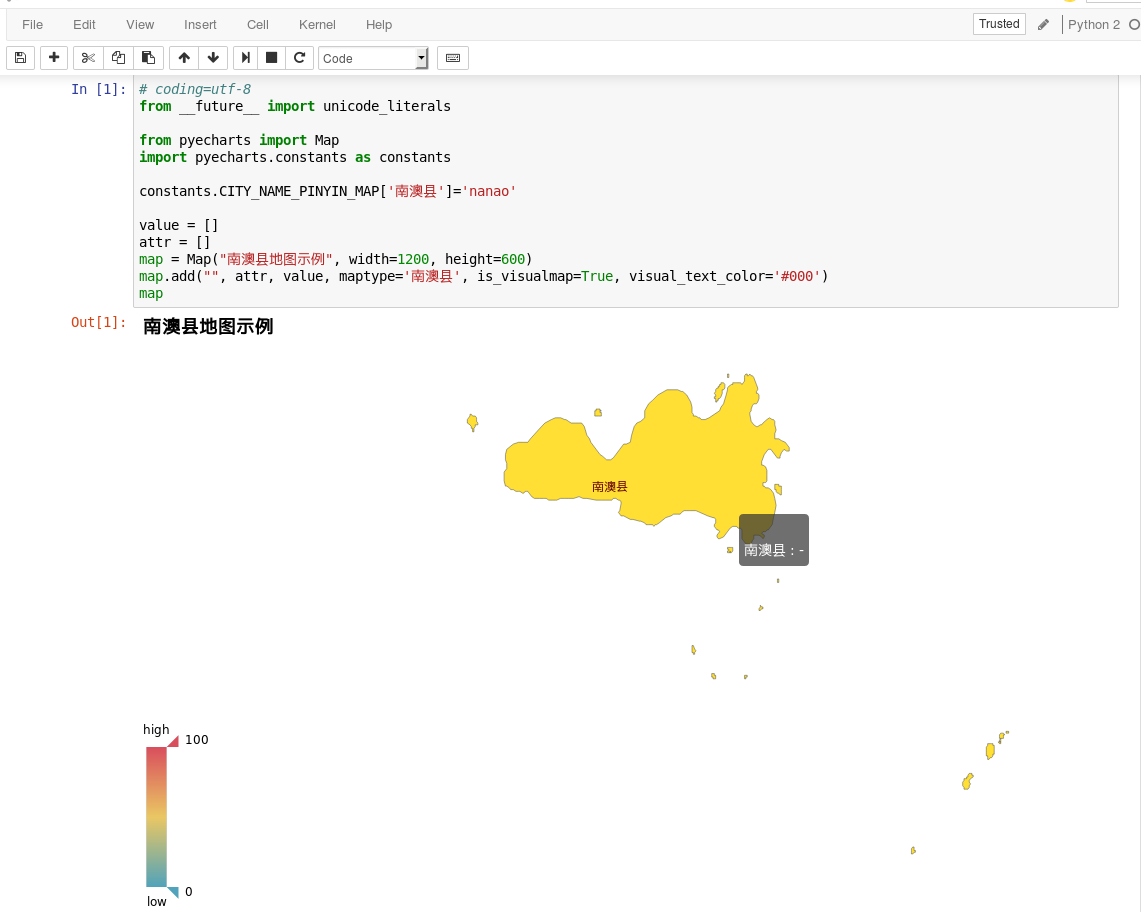 File Edit View Insert Cell Kernel Help Trusted Python 2
Code
In [1]:
# coding=utf-8
from __future__ import unicode_literals
from pyecharts import Map
import pyecharts.constants as constants
constants.CITY_NAME_PINYIN_MAP['南澳县']='nanao'
value = []
attr = []
map = Map("南澳县地图示例", width=1200, height=600)
map.add("", attr, value, maptype='南澳县', is_visualmap=True, visual_text_color='#000')
map
Out[1]:
南澳县地图示例
南澳县
南澳县 : -
high
100
0
low